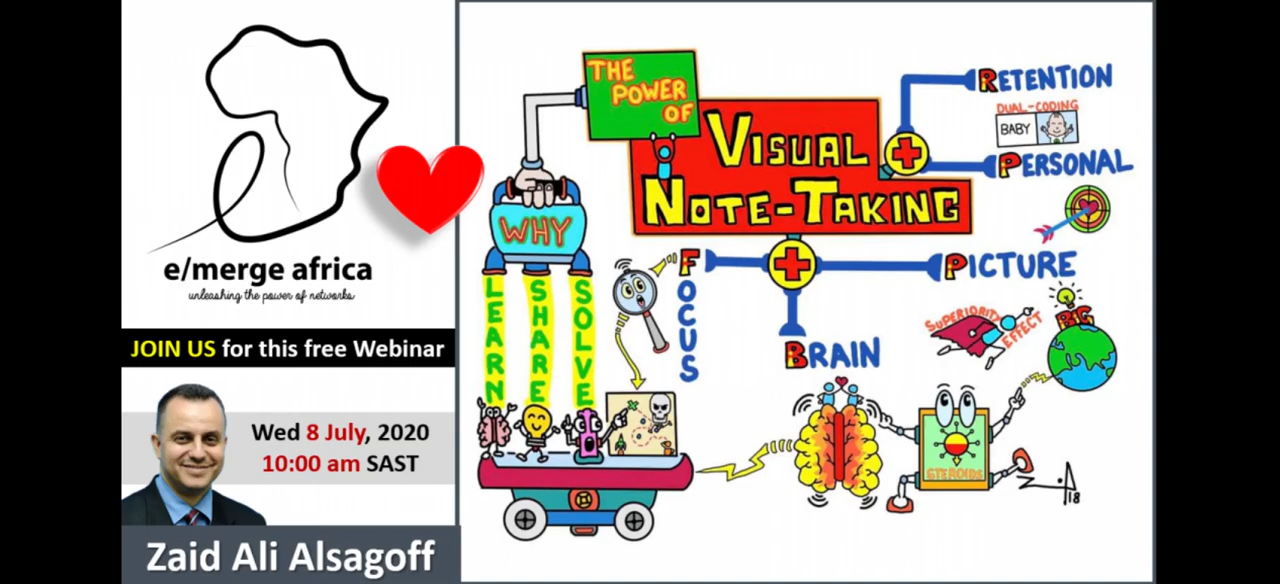 e/merge africa
unleashing the power of networks
JOIN US for this free Webinar
Wed 8 July, 2020
10:00 am SAST
Zaid Ali Alsagoff
THE
POWER
OF
VISUAL
NOTE-TAKING
RETENTION
DUAL-CODING
BABY
PERSONAL
WHY
LEARN
SHARE
SOLVE
FOCUS
PICTURE
SUPERIORITY
EFFECT
BIG
BRAIN
STEROIDS